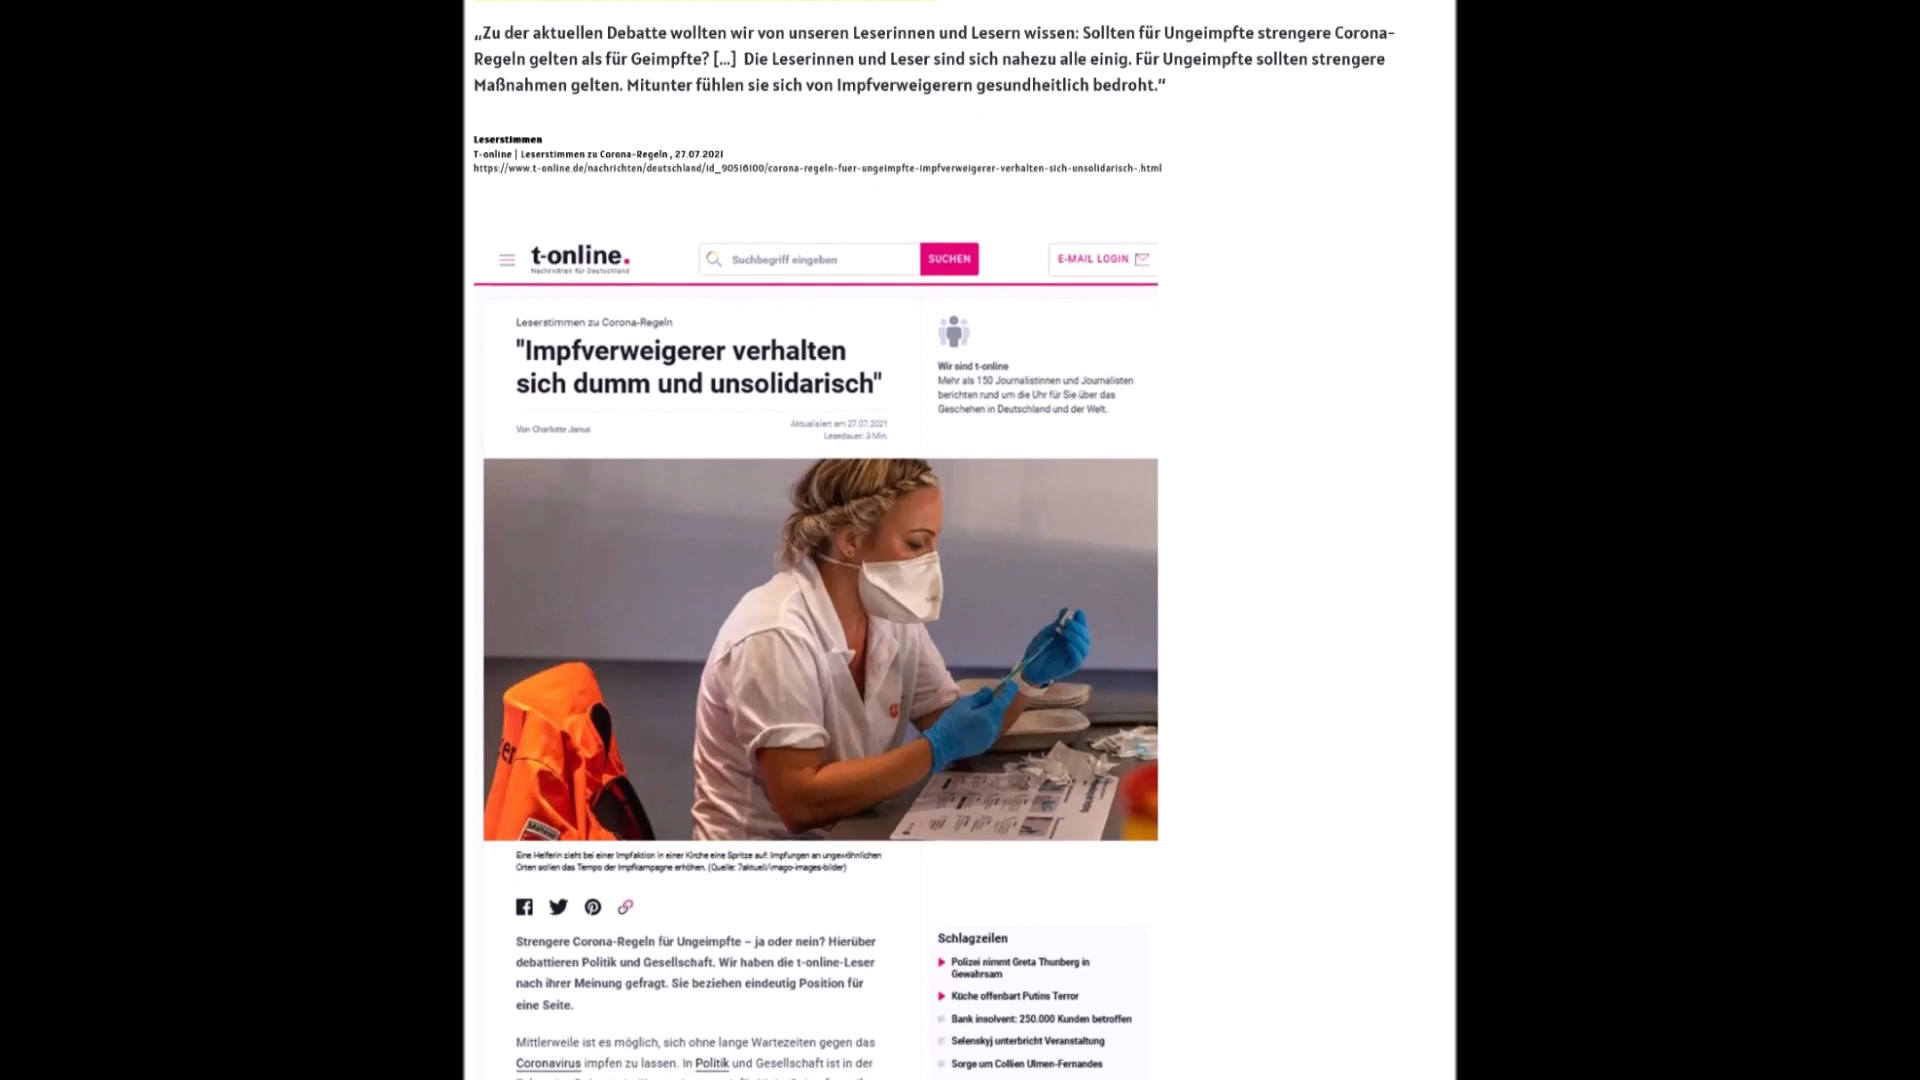 „Zu der aktuellen Debatte wollten wir von unseren Leserinnen und Lesern wissen: Sollten für Ungeimpfte strengere Corona-
Regeln gelten als für Geimpfte? [...] Die Leserinnen und Leser sind sich nahezu alle einig. Für Ungeimpfte sollten strengere
Maßnahmen gelten. Mitunter fühlen sie sich von Impfverweigerern gesundheitlich bedroht.“
Leserstimmen
T-online | Leserstimmen zu Corona-Regeln , 27.07.2021
https://www.t-online.de/nachrichten/deutschland/id_90516100/corona-regeln-fuer-ungeimpfte-impfverweigerer-verhalten-sich-unsolidarisch-.html
t-online.
Nachrichten für Deutschland
Suchbegriff eingeben
SUCHEN
E-MAIL LOGIN
Leserstimmen zu Corona-Regeln
"Impfverweigerer verhalten
sich dumm und unsolidarisch"
Von Charlotte Janus
Aktualisiert am 27.07.2021
Lesedauer: 3 Min.
Wir sind t-online
Mehr als 150 Journalistinnen und Journalisten
berichten rund um die Uhr für Sie über das
Geschehen in Deutschland und der Welt.
Eine Helferin zieht bei einer Impfaktion in einer Kirche eine Spritze auf: Impfungen an ungewöhnlichen
Orten sollen das Tempo der Impfkampagne erhöhen. (Quelle: 7aktuell/imago-images-bilder)
Strengere Corona-Regeln für Ungeimpfte – ja oder nein? Hierüber
debattieren Politik und Gesellschaft. Wir haben die t-online-Leser
nach ihrer Meinung gefragt. Sie beziehen eindeutig Position für
eine Seite.
Mittlerweile ist es möglich, sich ohne lange Wartezeiten gegen das
Coronavirus impfen zu lassen. In Politik und Gesellschaft ist in der
Schlagzeilen
Polizei nimmt Greta Thunberg in
Gewahrsam
Küche offenbart Putins Terror
Bank insolvent: 250.000 Kunden betroffen
Selenskyj unterbricht Veranstaltung
Sorge um Collien Ulmen-Fernandes